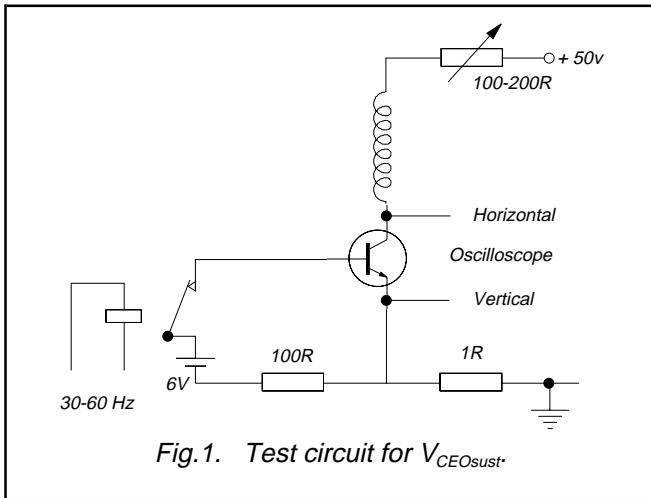 + 50v
100-200R
Horizontal
Oscilloscope
Vertical
100R
1R
6V
30-60 Hz
Fig.1. Test circuit for VCEOsust.